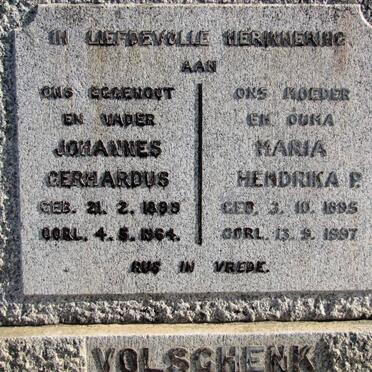 IN LIEFDEVOLLE HERINNERING
AAN
ONS EGGENOOT
EN VADER
JOHANNES
GERHARDUS
GEB. 21. 2. 1895
OORL. 4. 5. 1964.
ONS MOEDER
EN OUMA
MARIA
HENDRIKA P.
GEB. 3. 10. 1895
OORL. 13. 9. 1997
RUS IN VREDE.
VOLSCHENK